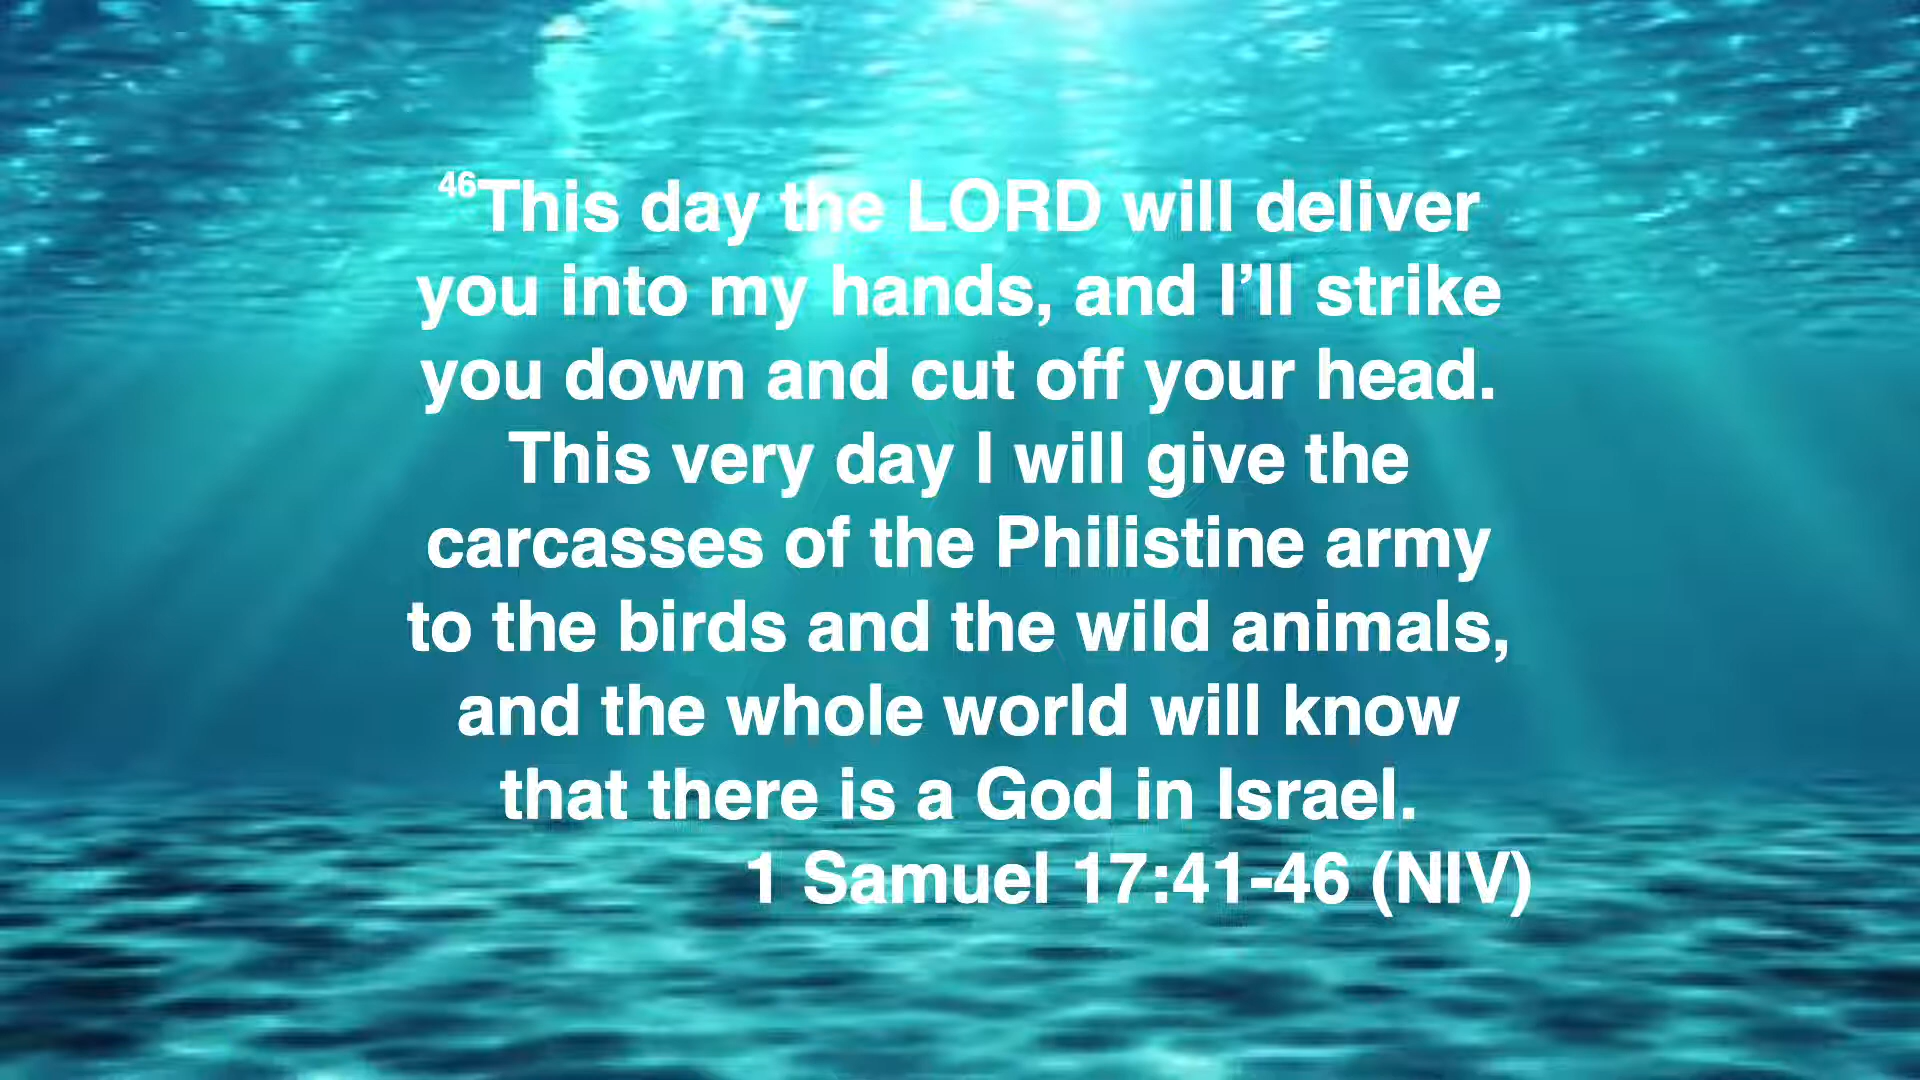 46This day the LORD will deliver
you into my hands, and I’ll strike
you down and cut off your head.
This very day I will give the
carcasses of the Philistine army
to the birds and the wild animals,
and the whole world will know
that there is a God in Israel.
1 Samuel 17:41-46 (NIV)